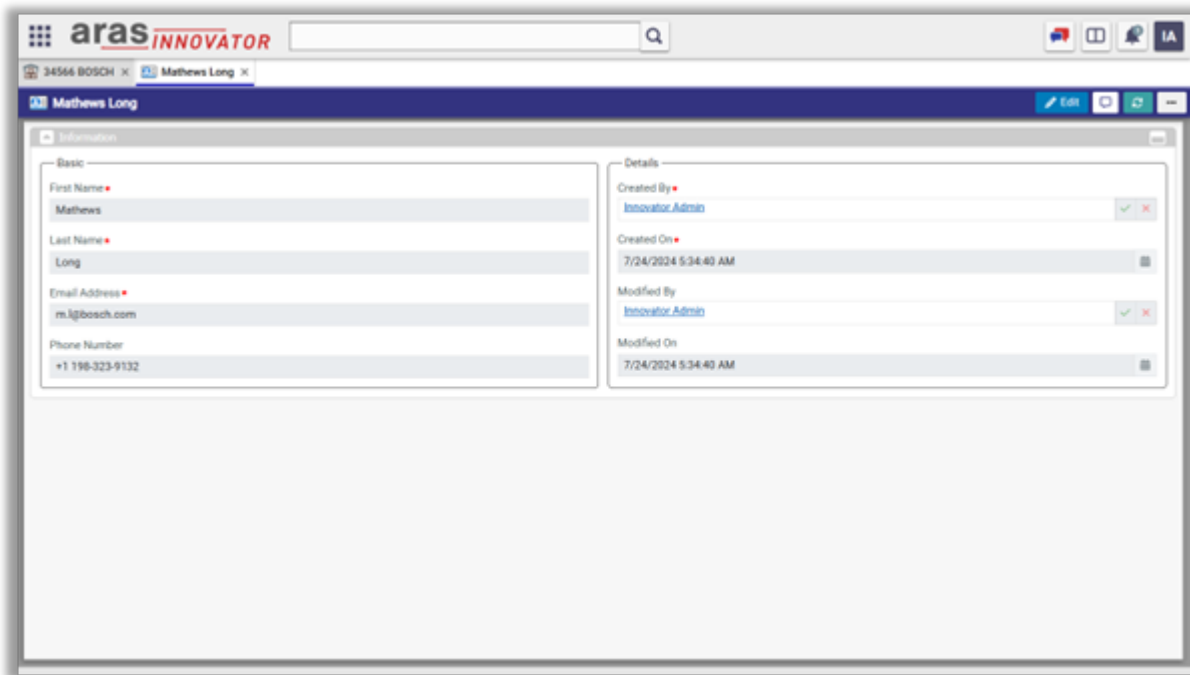 aras INNOVATOR
IA
34566 BOSCH ×
Mathews Long ×
Mathews Long
Edit
Information
Basic
First Name
Mathews
Last Name
Long
Email Address
m.l@bosch.com
Phone Number
+1 198-323-9132
Details
Created By
Innovator Admin
Created On
7/24/2024 5:34:40 AM
Modified By
Innovator Admin
Modified On
7/24/2024 5:34:40 AM